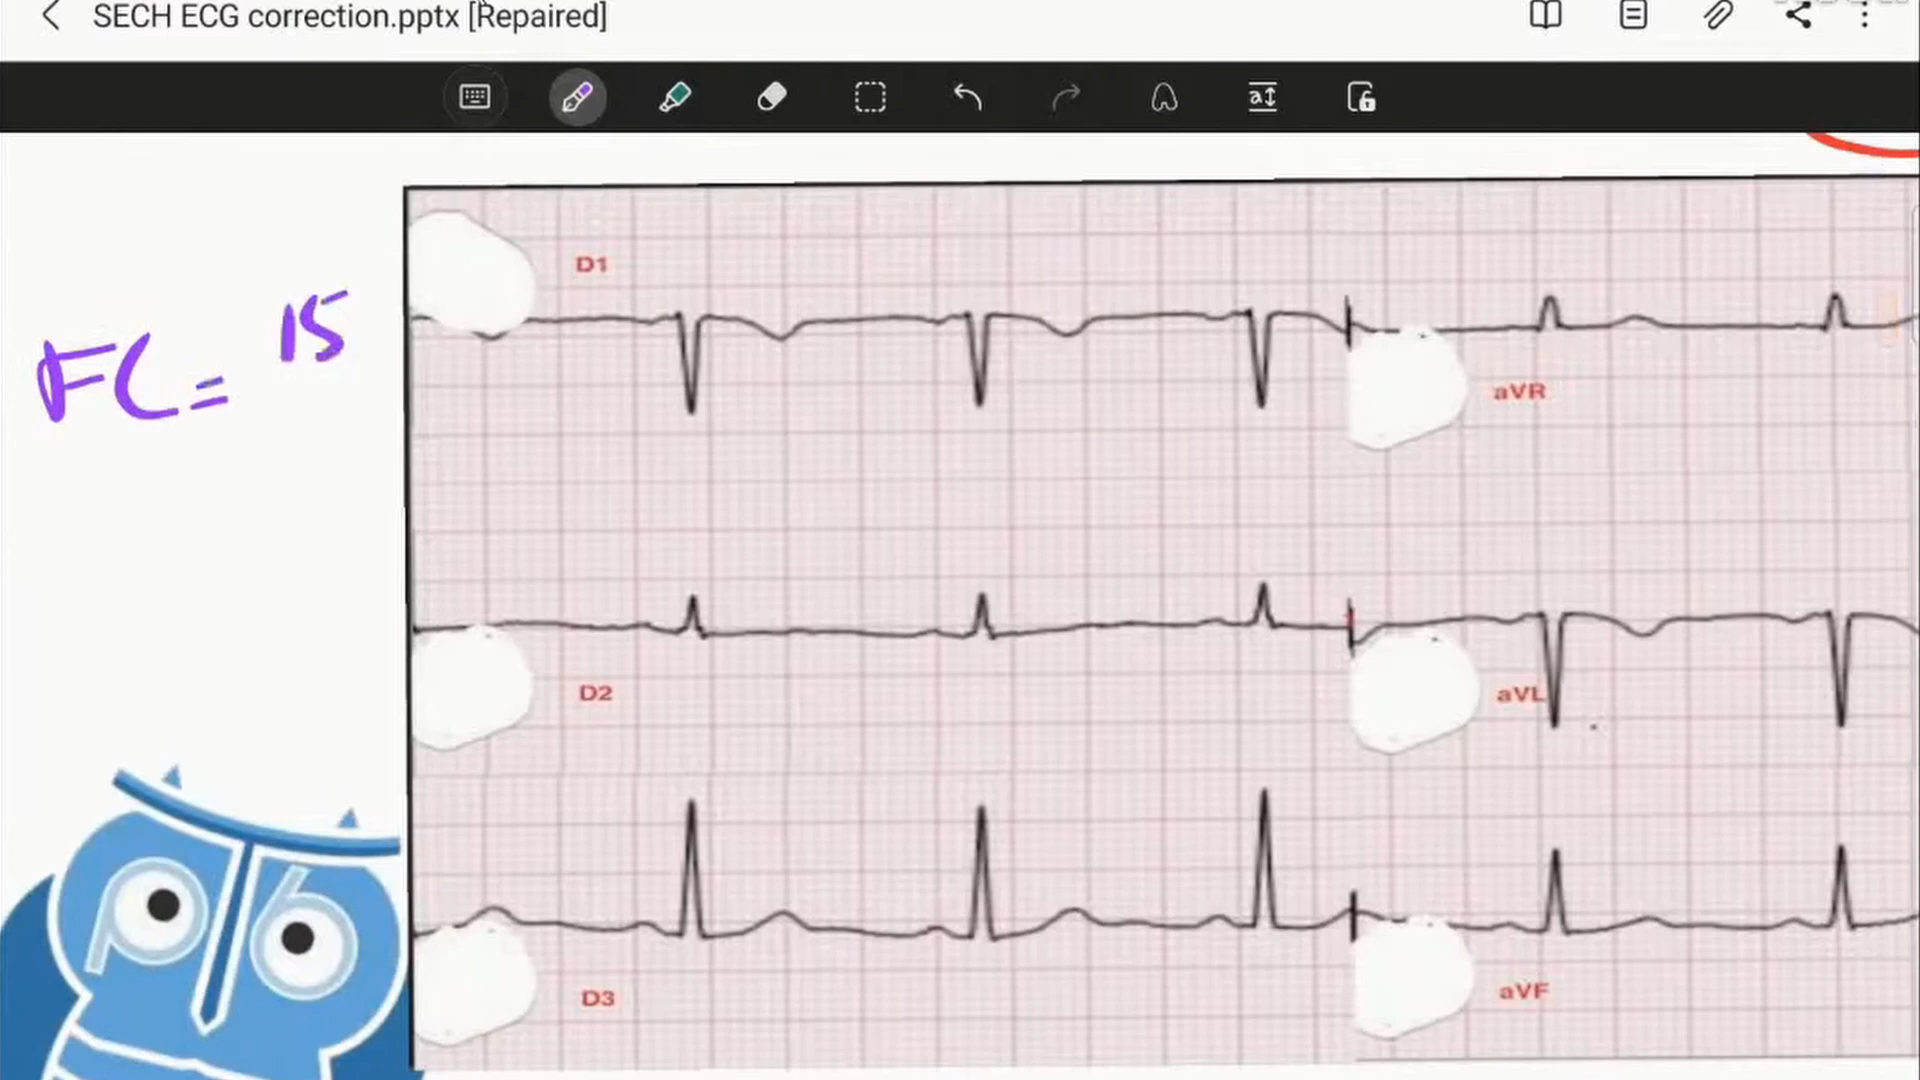 SECH ECG correction.pptx [Repaired]
a
D1
FC = 15
aVR
D2
aVL
D3
aVF